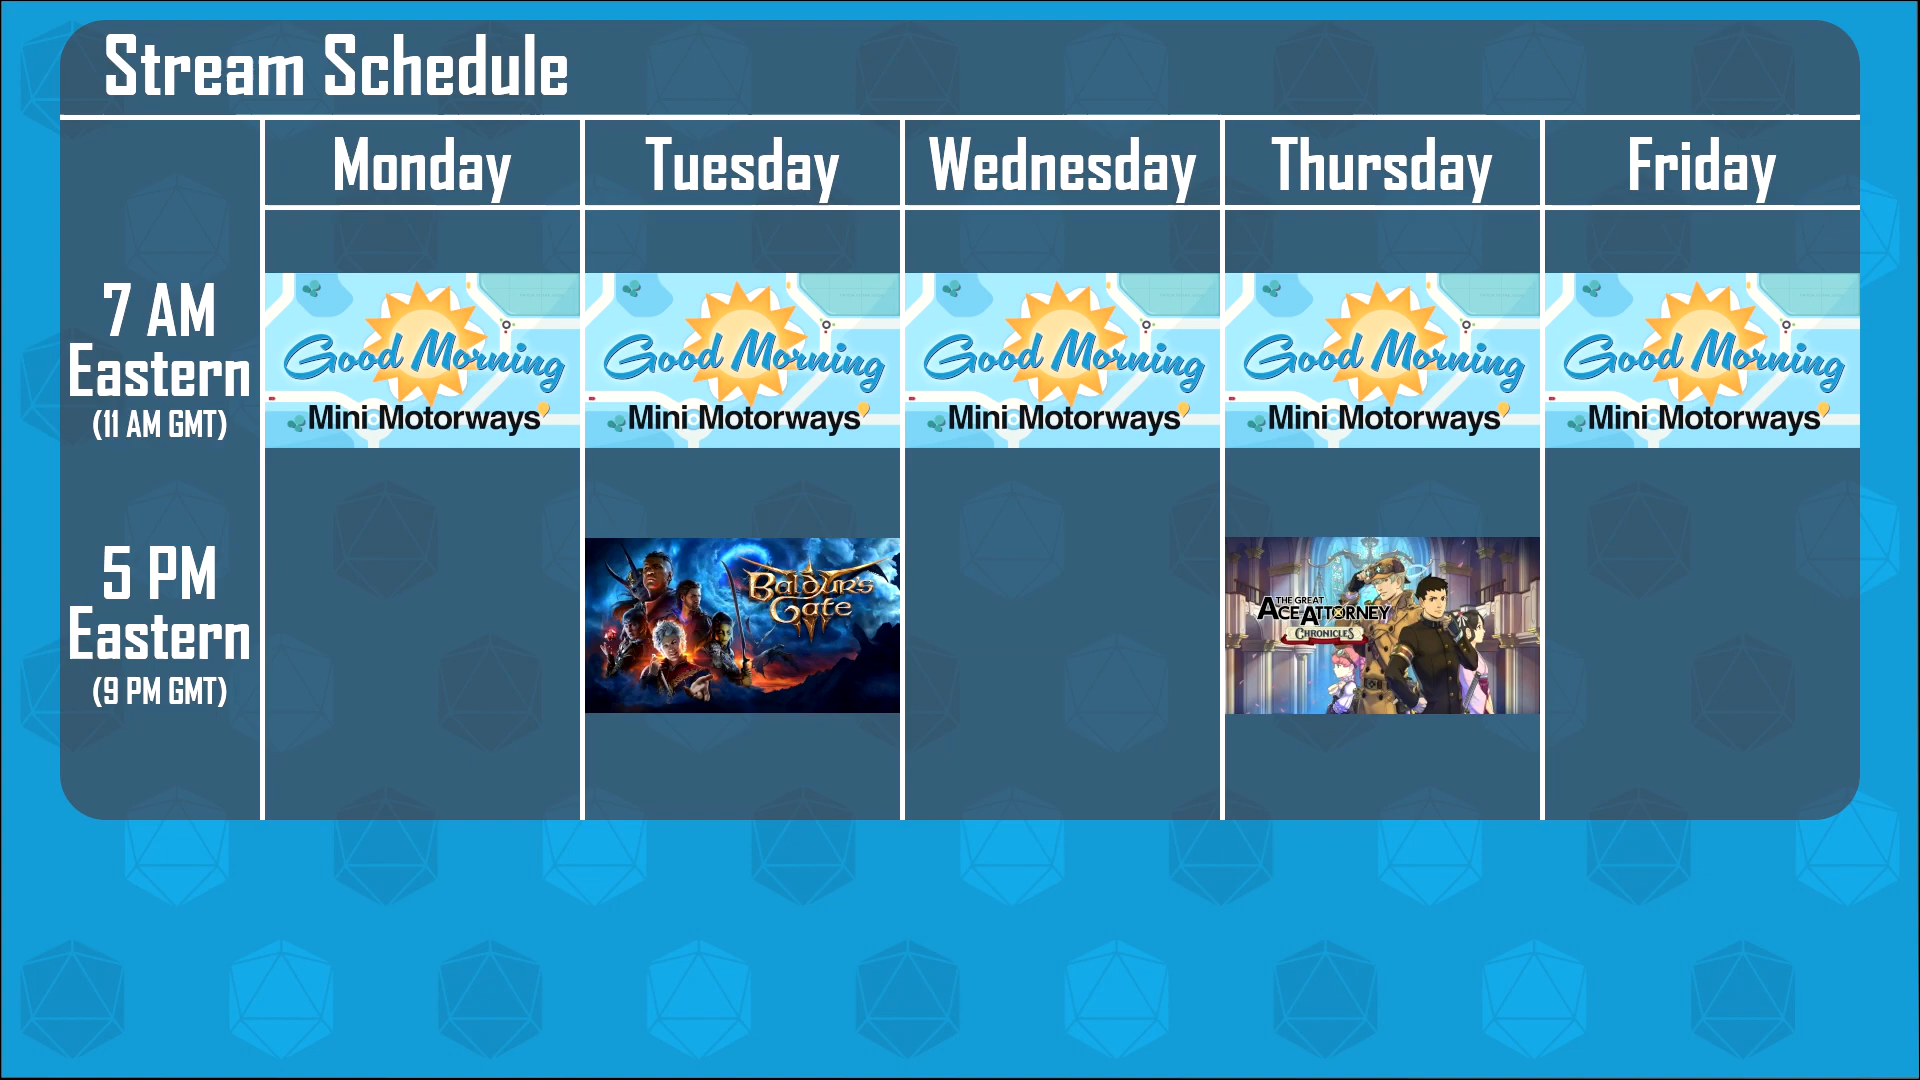 Stream Schedule
Monday
Tuesday
Wednesday
Thursday
Friday
7 AM
Eastern
(11 AM GMT)
Good Morning
Mini Motorways
Good Morning
Mini Motorways
Good Morning
Mini Motorways
Good Morning
Mini Motorways
Good Morning
Mini Motorways
5 PM
Eastern
(9 PM GMT)
Baldur's
Gate
THE GREAT
ACE ATTORNEY
CHRONICLES